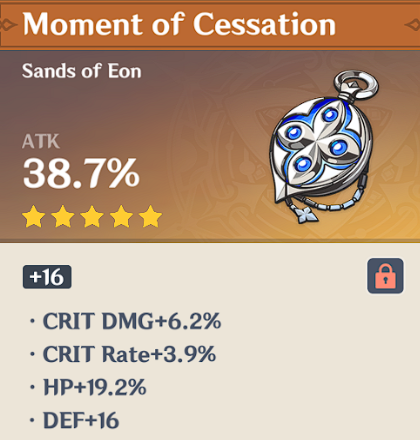 Moment of Cessation
Sands of Eon
ATK
38.7%
+16
· CRIT DMG+6.2%
· CRIT Rate+3.9%
· HP+19.2%
· DEF+16